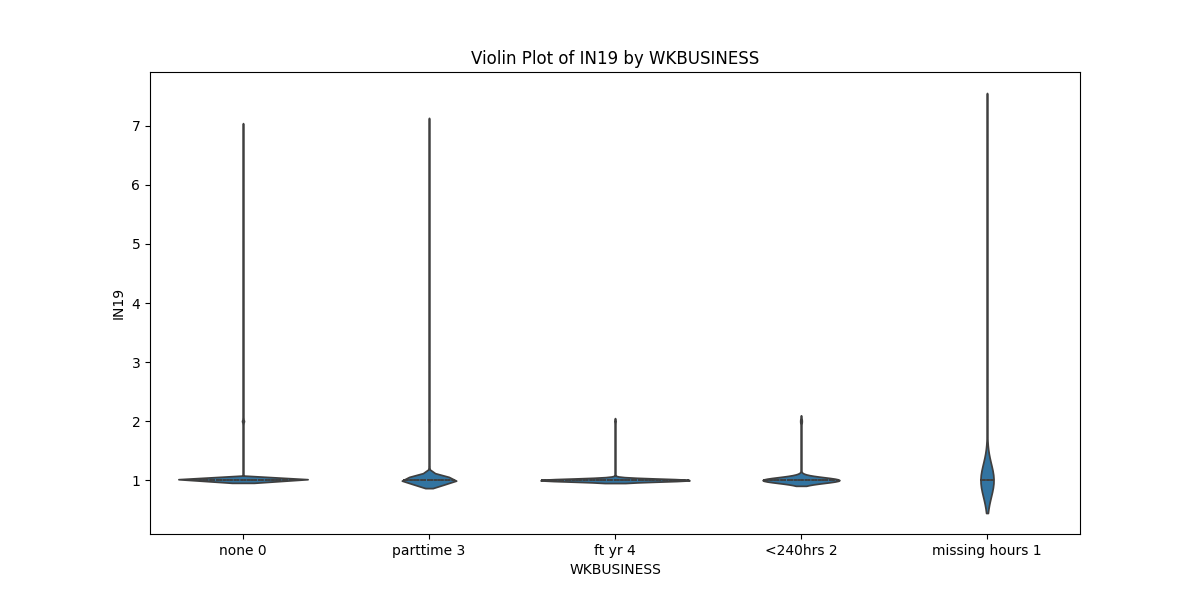 Violin Plot of IN19 by WKBUSINESS
7
6
5
4
3
2
1
IN19
none 0
parttime 3
ft yr 4
<240hrs 2
missing hours 1
WKBUSINESS